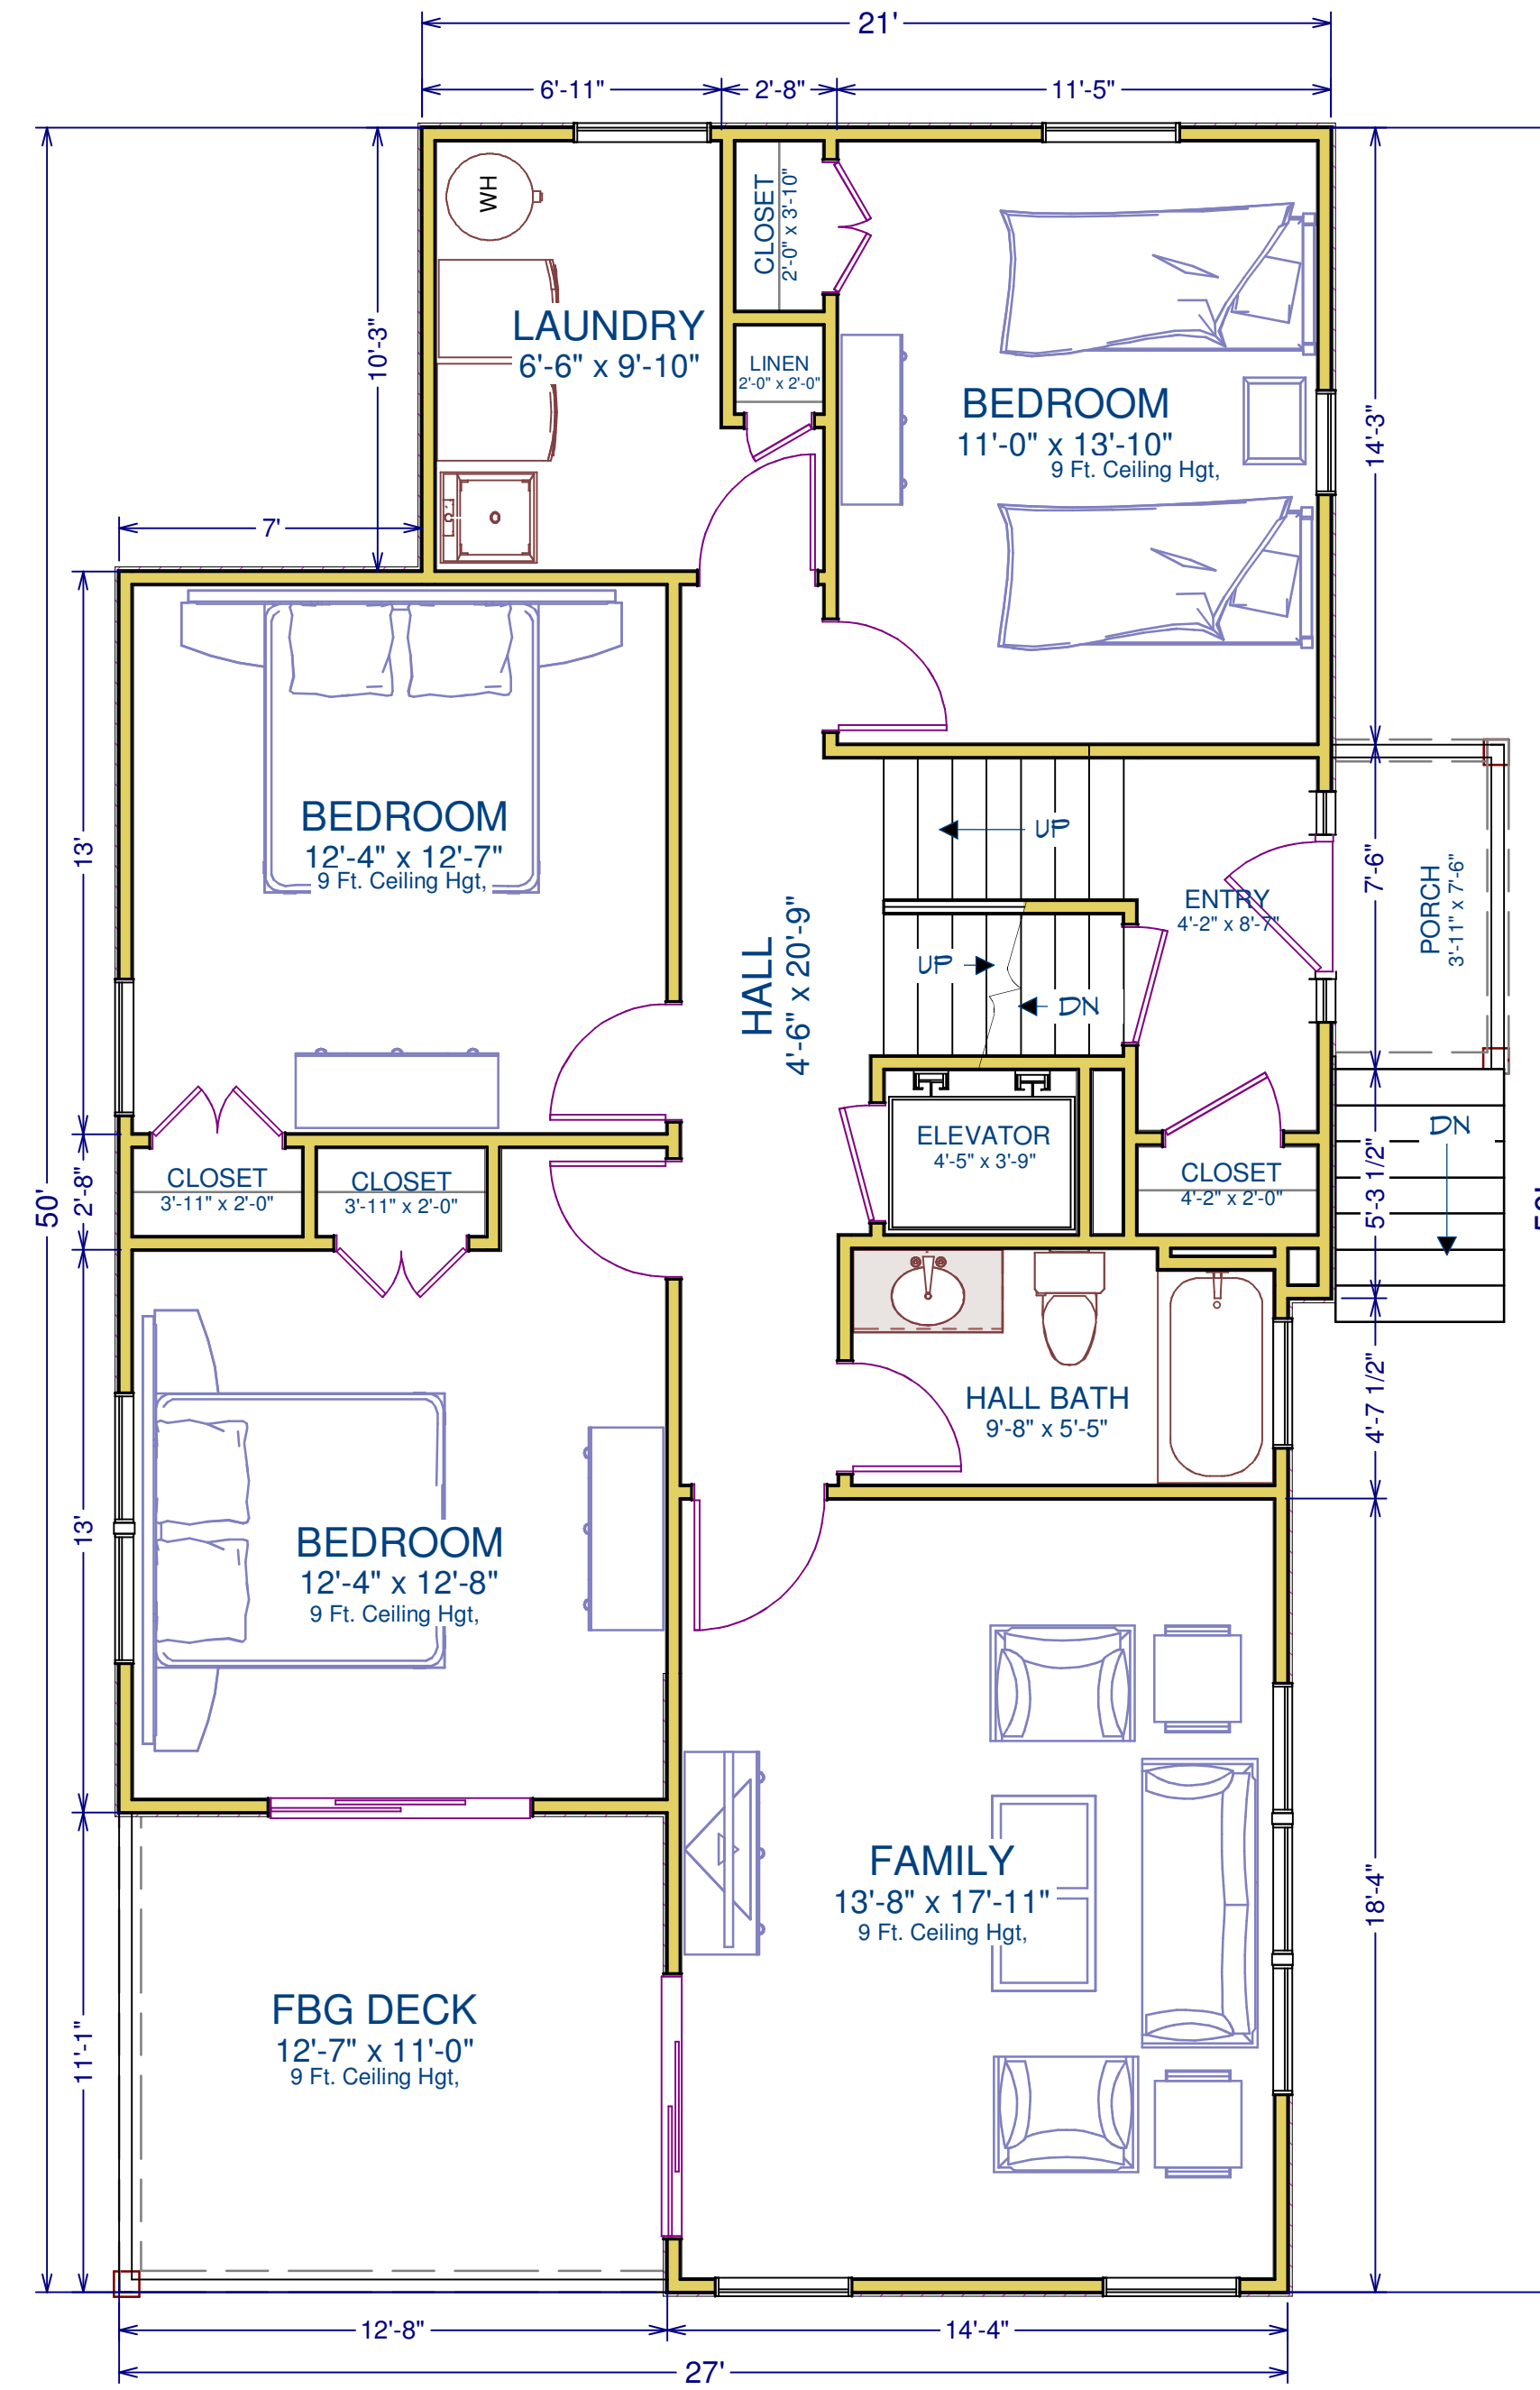 21'
6'-11" 2'-8" 11'-5"
WH
CLOSET
2'-0" x 3'-10"
LAUNDRY
6'-6" x 9'-10"
LINEN
2'-0" x 2'-0"
10'-3"
BEDROOM
11'-0" x 13'-10"
9 Ft. Ceiling Hgt,
14'-3"
7'
BEDROOM
12'-4" x 12'-7"
9 Ft. Ceiling Hgt,
13'
UP
7'-6"
ENTRY
4'-2" x 8'-7"
PORCH
3'-11" x 7'-6"
HALL
4'-6" x 20'-9"
UP
DN
ELEVATOR
4'-5" x 3'-9"
DN
CLOSET
3'-11" x 2'-0"
CLOSET
3'-11" x 2'-0"
CLOSET
4'-2" x 2'-0"
50'
2'-8"
5'-3 1/2"
HALL BATH
9'-8" x 5'-5"
4'-7 1/2"
BEDROOM
12'-4" x 12'-8"
9 Ft. Ceiling Hgt,
13'
FAMILY
13'-8" x 17'-11"
9 Ft. Ceiling Hgt,
18'-4"
FBG DECK
12'-7" x 11'-0"
9 Ft. Ceiling Hgt,
11'-1"
12'-8" 14'-4"
27'